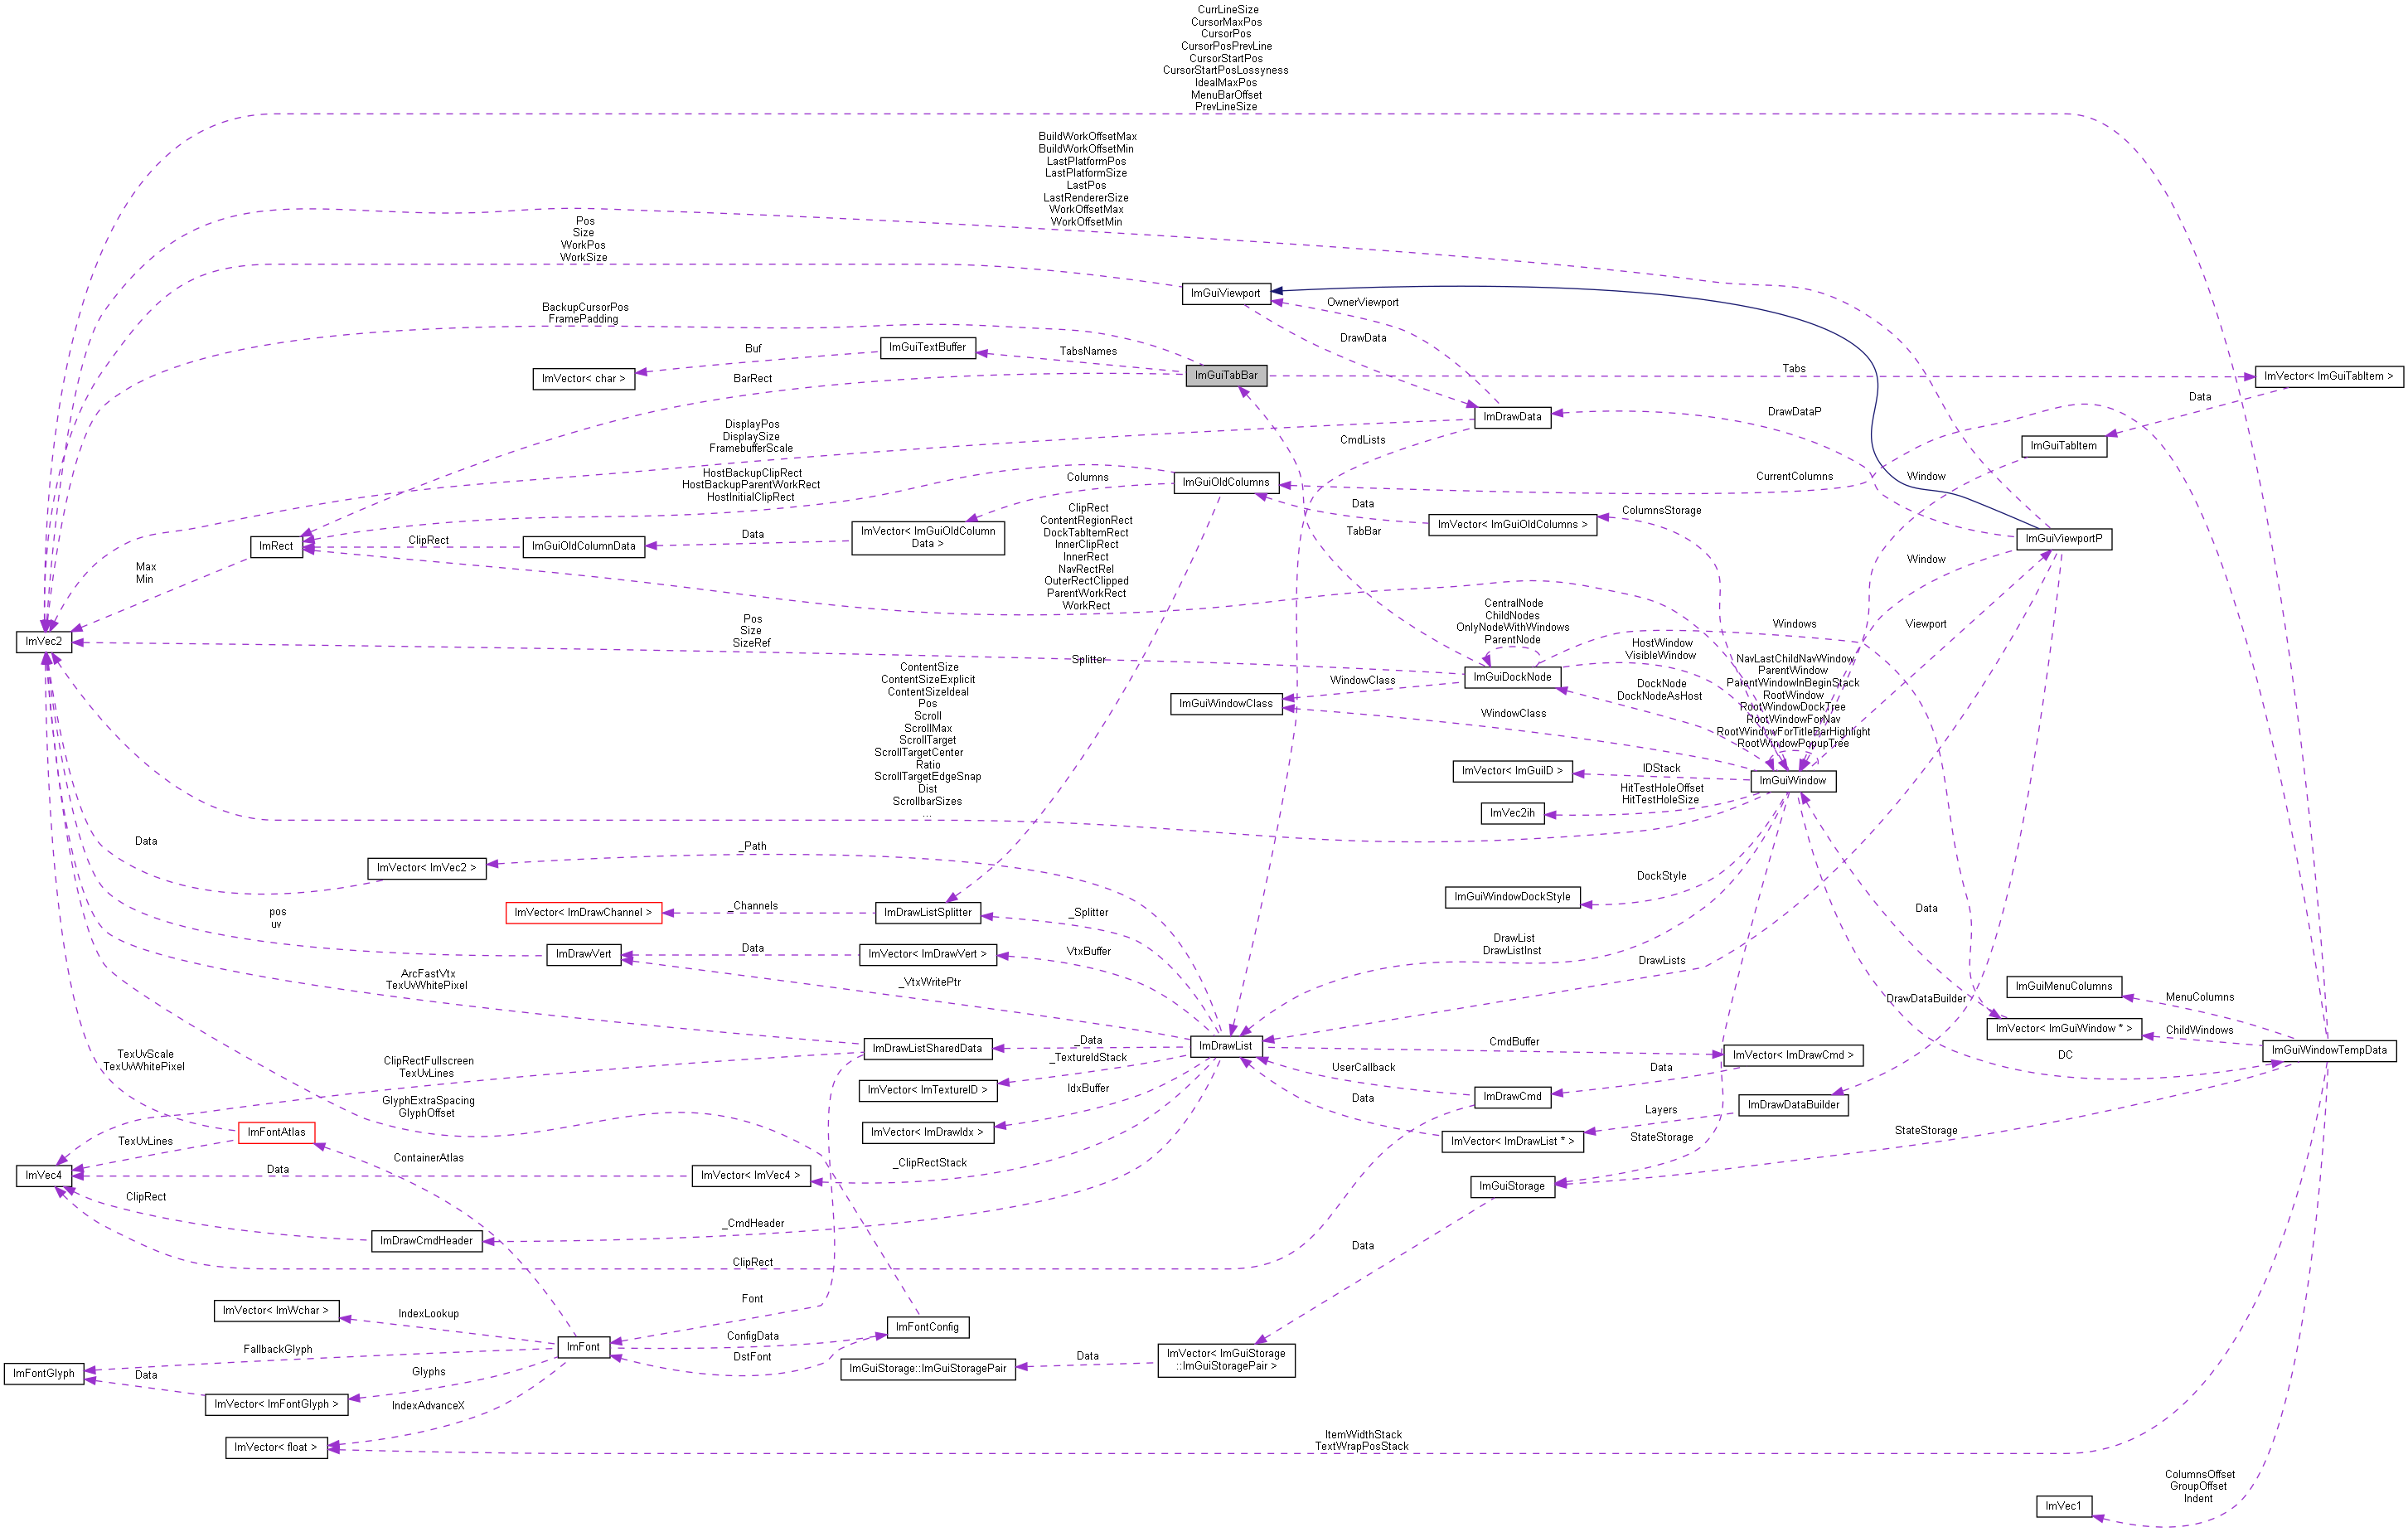 CurrLineSize
CursorMaxPos
CursorPos
CursorPosPrevLine
CursorStartPos
CursorStartPosLossyness
IdealMaxPos
MenuBarOffset
PrevLineSize
BuildWorkOffsetMax
BuildWorkOffsetMin
LastPlatformPos
LastPlatformSize
LastPos
LastRendererSize
WorkOffsetMax
WorkOffsetMin
Pos
Size
WorkPos
WorkSize
ImGuiViewport
OwnerViewport
BackupCursorPos
FramePadding
DrawData
Buf
ImGuiTextBuffer
TabsNames
ImVector< char >
BarRect
ImGuiTabBar
Tabs
ImVector< ImGuiTabItem >
Data
DrawDataP
ImDrawData
DisplayPos
DisplaySize
FramebufferScale
CmdLists
ImGuiTabItem
HostBackupClipRect
HostBackupParentWorkRect
HostInitialClipRect
Columns
ImGuiOldColumns
CurrentColumns
Window
ClipRect
ContentRegionRect
DockTabItemRect
InnerClipRect
InnerRect
NavRectRel
OuterRectClipped
ParentWorkRect
WorkRect
ImVector< ImGuiOldColumn
Data >
Data
ImVector< ImGuiOldColumns >
ColumnsStorage
TabBar
ImRect
ClipRect
ImGuiOldColumnData
Data
ImGuiViewportP
Window
Max
Min
ImVec2
Pos
Size
SizeRef
CentralNode
ChildNodes
OnlyNodeWithWindows
ParentNode
Windows
Viewport
HostWindow
VisibleWindow
Splitter
ImGuiDockNode
WindowClass
ImGuiWindowClass
DockNode
DockNodeAsHost
NavLastChildNavWindow
ParentWindow
ParentWindowInBeginStack
RootWindow
RootWindowDockTree
RootWindowForNav
RootWindowForTitleBarHighlight
RootWindowPopupTree
ContentSize
ContentSizeExplicit
ContentSizeIdeal
Pos
Scroll
ScrollMax
ScrollTarget
ScrollTargetCenter
Ratio
ScrollTargetEdgeSnap
Dist
ScrollbarSizes
...
WindowClass
ImVector< ImGuiID >
IDStack
ImGuiWindow
HitTestHoleOffset
HitTestHoleSize
ImVec2ih
Data
ImVector< ImVec2 >
_Path
DockStyle
ImGuiWindowDockStyle
pos
uv
ImVector< ImDrawChannel >
_Channels
ImDrawListSplitter
_Splitter
Data
ImDrawVert
Data
ImVector< ImDrawVert >
VtxBuffer
DrawList
DrawListInst
DrawLists
ArcFastVtx
TexUvWhitePixel
_VtxWritePtr
ImGuiMenuColumns
MenuColumns
DrawDataBuilder
ImVector< ImGuiWindow * >
ChildWindows
ImGuiWindowTempData
DC
ImDrawListSharedData
_Data
ImDrawList
CmdBuffer
ImVector< ImDrawCmd >
TexUvScale
TexUvWhitePixel
ClipRectFullscreen
TexUvLines
_TextureIdStack
ImVector< ImTextureID >
UserCallback
Data
ImDrawCmd
IdxBuffer
Data
Layers
ImDrawDataBuilder
GlyphExtraSpacing
GlyphOffset
ImVector< ImDrawIdx >
ImVector< ImDrawList * >
StateStorage
StateStorage
ImFontAtlas
TexUvLines
ContainerAtlas
ImVec4
Data
ImVector< ImVec4 >
_ClipRectStack
ImGuiStorage
ClipRect
ImDrawCmdHeader
_CmdHeader
ClipRect
Data
Font
ImVector< ImWchar >
IndexLookup
ImFontConfig
ImFont
ConfigData
DstFont
FallbackGlyph
ImFontGlyph
Data
Glyphs
ImVector< ImFontGlyph >
ImGuiStorage::ImGuiStoragePair
Data
ImVector< ImGuiStorage
::ImGuiStoragePair >
IndexAdvanceX
ImVector< float >
ItemWidthStack
TextWrapPosStack
ColumnsOffset
GroupOffset
Indent
ImVec1